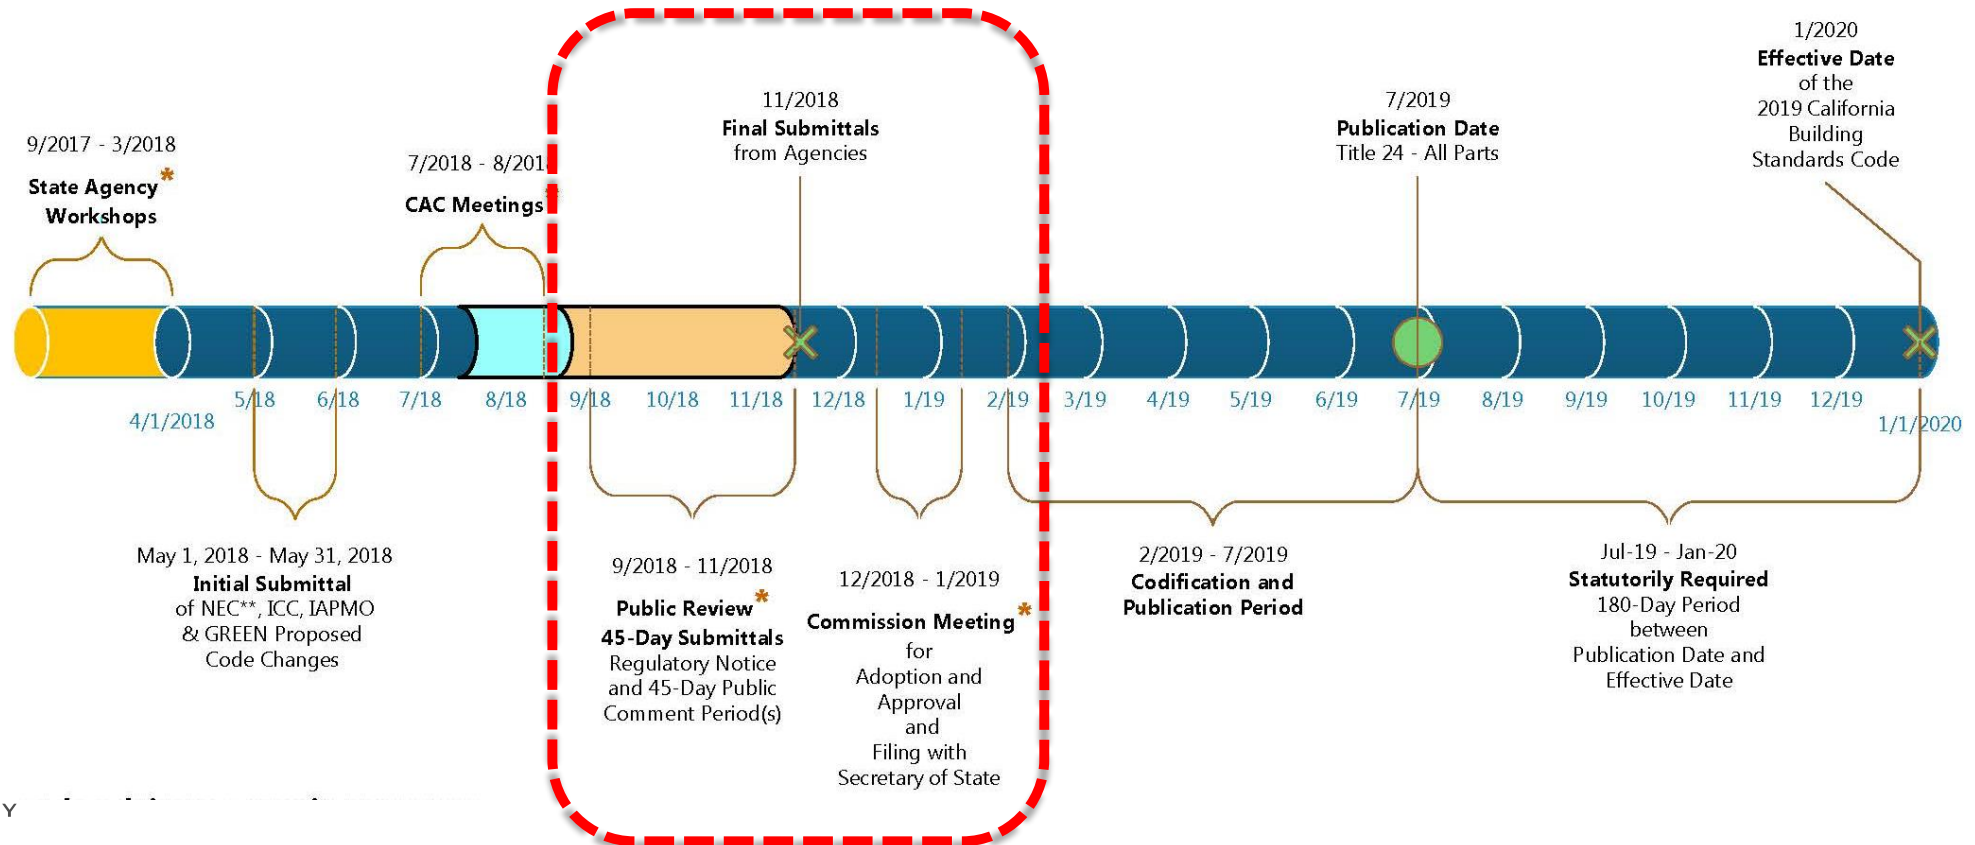 9/2017 - 3/2018
State Agency*
Workshops
7/2018 - 8/201
CAC Meetings
11/2018
Final Submittals
from Agencies
7/2019
Publication Date
Title 24 - All Parts
1/2020
Effective Date
of the
2019 California
Building
Standards Code
4/1/2018
5/18
6/18
7/18
8/18
9/18
10/18
11/18
12/18
1/19
2/19
3/19
4/19
5/19
6/19
7/19
8/19
9/19
10/19
11/19
12/19
1/1/2020
May 1, 2018 - May 31, 2018
Initial Submittal
of NEC**, ICC, IAPMO
& GREEN Proposed
Code Changes
9/2018 - 11/2018
Public Review*
45-Day Submittals
Regulatory Notice
and 45-Day Public
Comment Period(s)
12/2018 - 1/2019
Commission Meeting*
for
Adoption and
Approval
and
Filing with
Secretary of State
2/2019 - 7/2019
Codification and
Publication Period
Jul-19 - Jan-20
Statutorily Required
180-Day Period
between
Publication Date and
Effective Date
Y